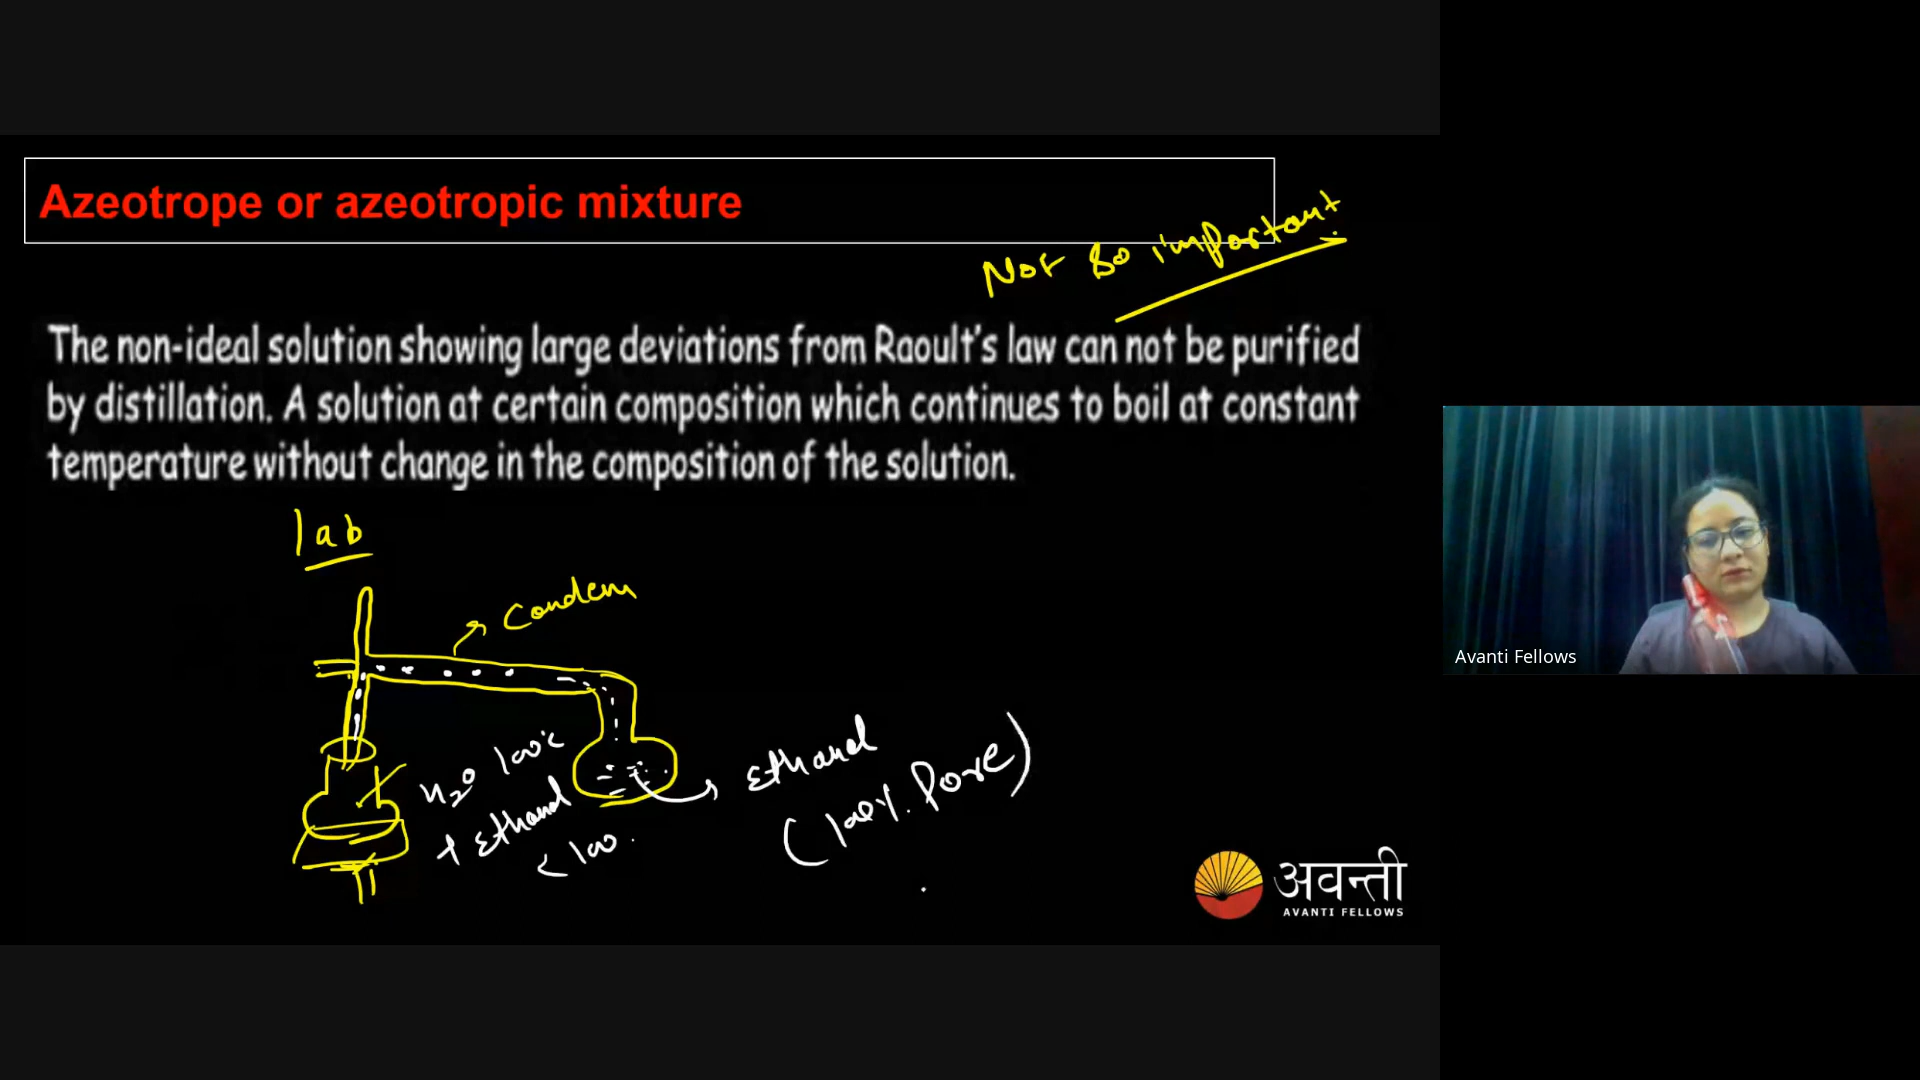 Azeotrope or azeotropic mixture
Not so important
The non-ideal solution showing large deviations from Raoult's law can not be purified
by distillation. A solution at certain composition which continues to boil at constant
temperature without change in the composition of the solution.
lab
Conden
H2O 100°C
+ Ethanol
< 100
Ethanol
(100% Pure)
Avanti Fellows
अवन्ती
AVANTI FELLOWS